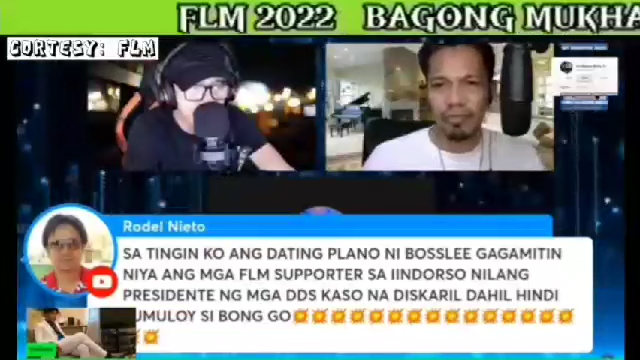 FLM 2022 BAGONG MUKHA
CORTESY: FLM
Rodel Nieto
SA TINGIN KO ANG DATING PLANO NI BOSSLEE GAGAMITIN
NIYA ANG MGA FLM SUPPORTER SA IINDORSO NILANG
PRESIDENTE NG MGA DDS KASO NA DISKARIL DAHIL HINDI
TUMULOY SI BONG GO💥💥💥💥💥💥💥💥💥💥💥💥💥💥💥
💥💥